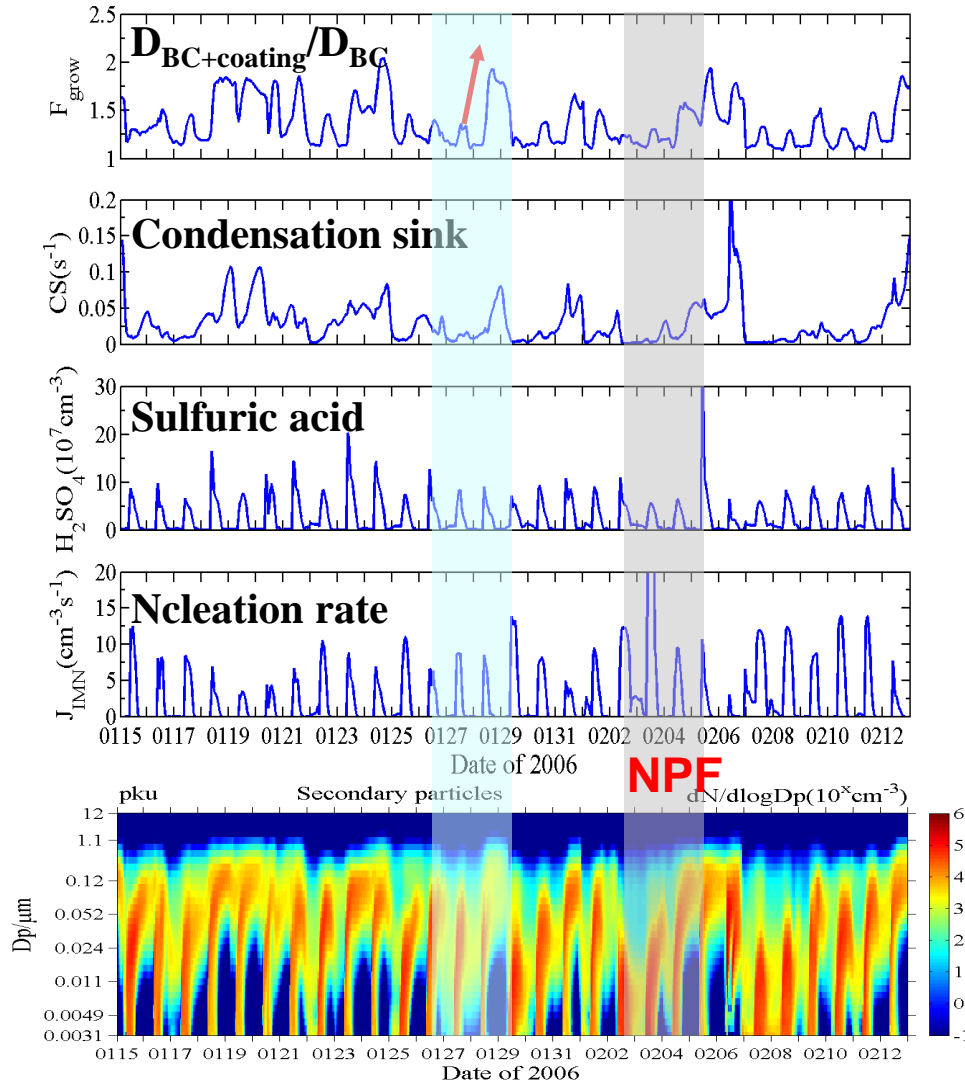 2.5
D_BC+coating/D_BC
2
1.5
1
F_grow
0.2
Condensation sink
0.15
0.1
0.05
0
CS(s⁻¹)
30
Sulfuric acid
20
10
0
H₂SO₄(10⁷cm⁻³)
20
Ncleation rate
15
10
5
0
J_IMN(cm⁻³s⁻¹)
0115 0117 0119 0121 0123 0125 0127 0129 0131 0202 0204 0206 0208 0210 0212
Date of 2006
NPF
pku Secondary particles dN/dlogDp(10ˣcm⁻³)
12
1.1
0.12
0.052
0.024
0.011
0.0049
0.0031
Dp/μm
6
5
4
3
2
1
0
-1
0115 0117 0119 0121 0123 0125 0127 0129 0131 0202 0204 0206 0208 0210 0212
Date of 2006